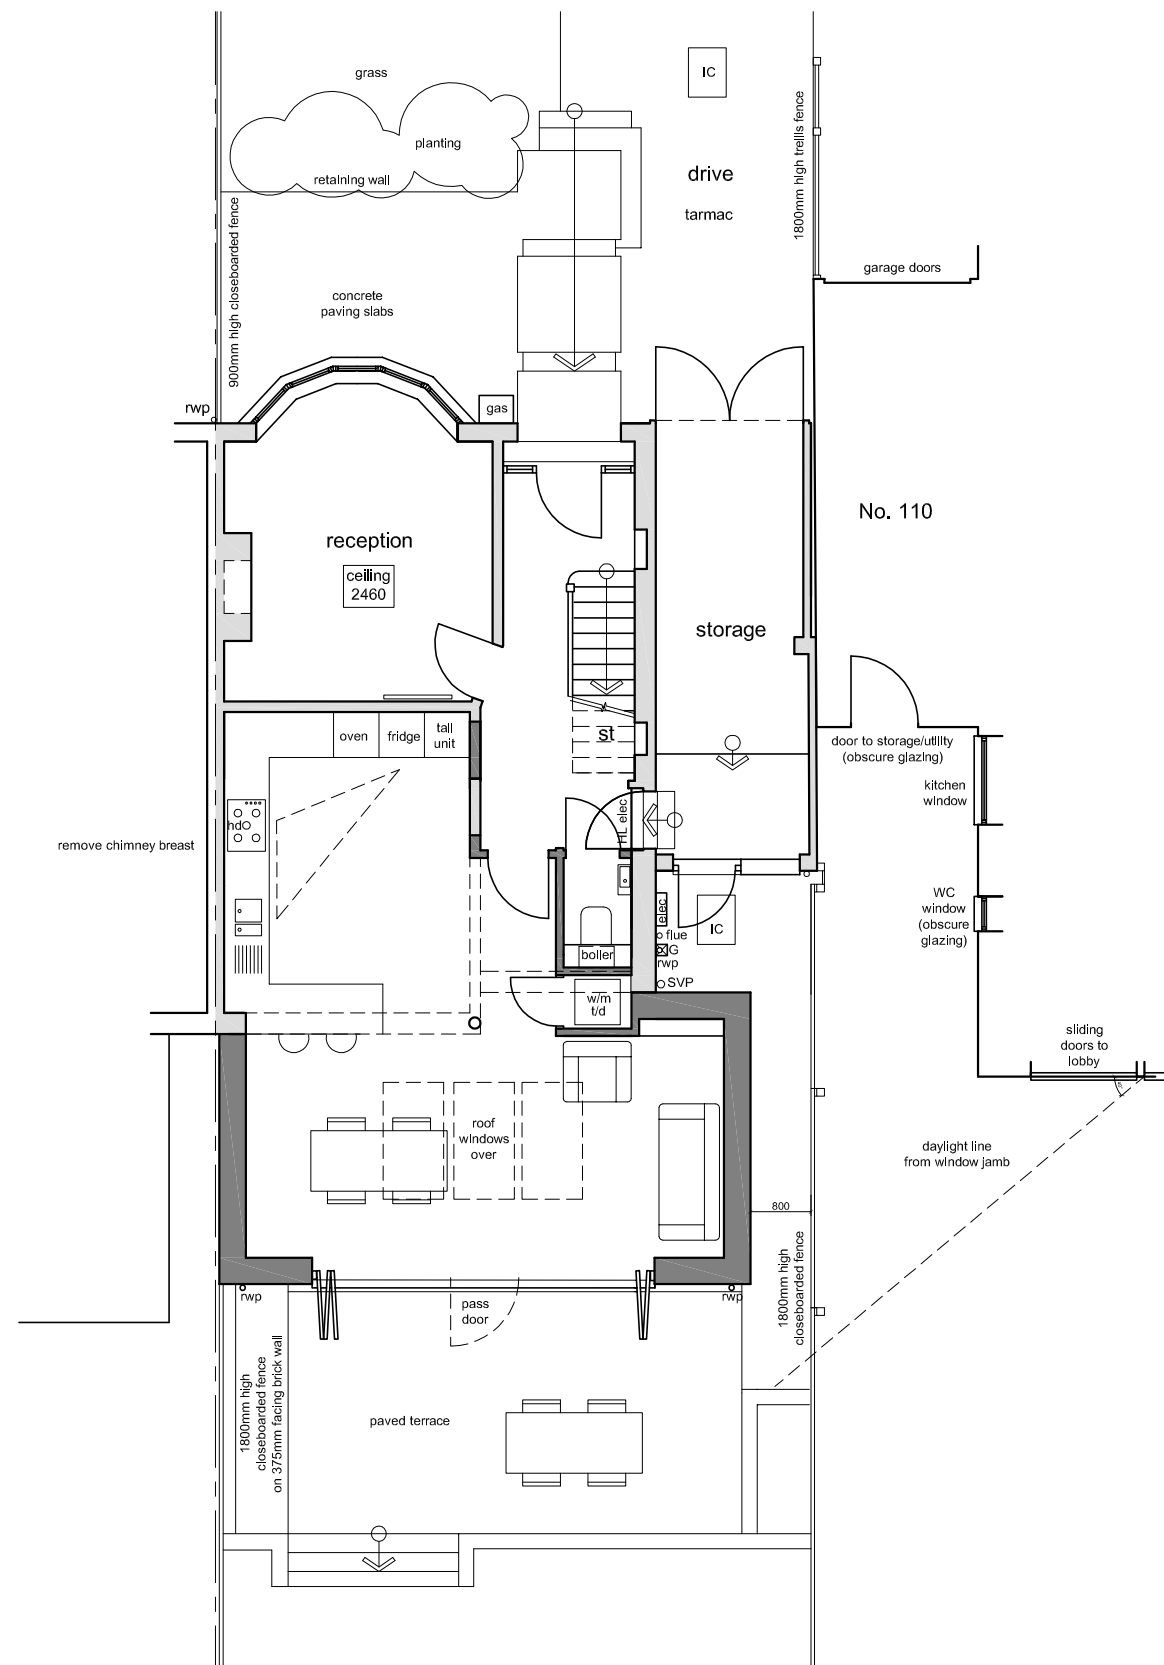 grass
IC
planting
retaining wall
drive
tarmac
1800mm high trellis fence
900mm high closeboarded fence
garage doors
concrete
paving slabs
rwp
gas
No. 110
reception
ceiling
2460
storage
st
oven
fridge
tall
unit
door to storage/utility
(obscure glazing)
kitchen
window
hd
HL elec
remove chimney breast
WC
window
(obscure
glazing)
elec
IC
flue
G
rwp
boiler
SVP
w/m
t/d
sliding
doors to
lobby
roof
windows
over
daylight line
from window jamb
800
1800mm high
closeboarded fence
rwp
rwp
pass
door
1800mm high
closeboarded fence
on 375mm facing brick wall
paved terrace